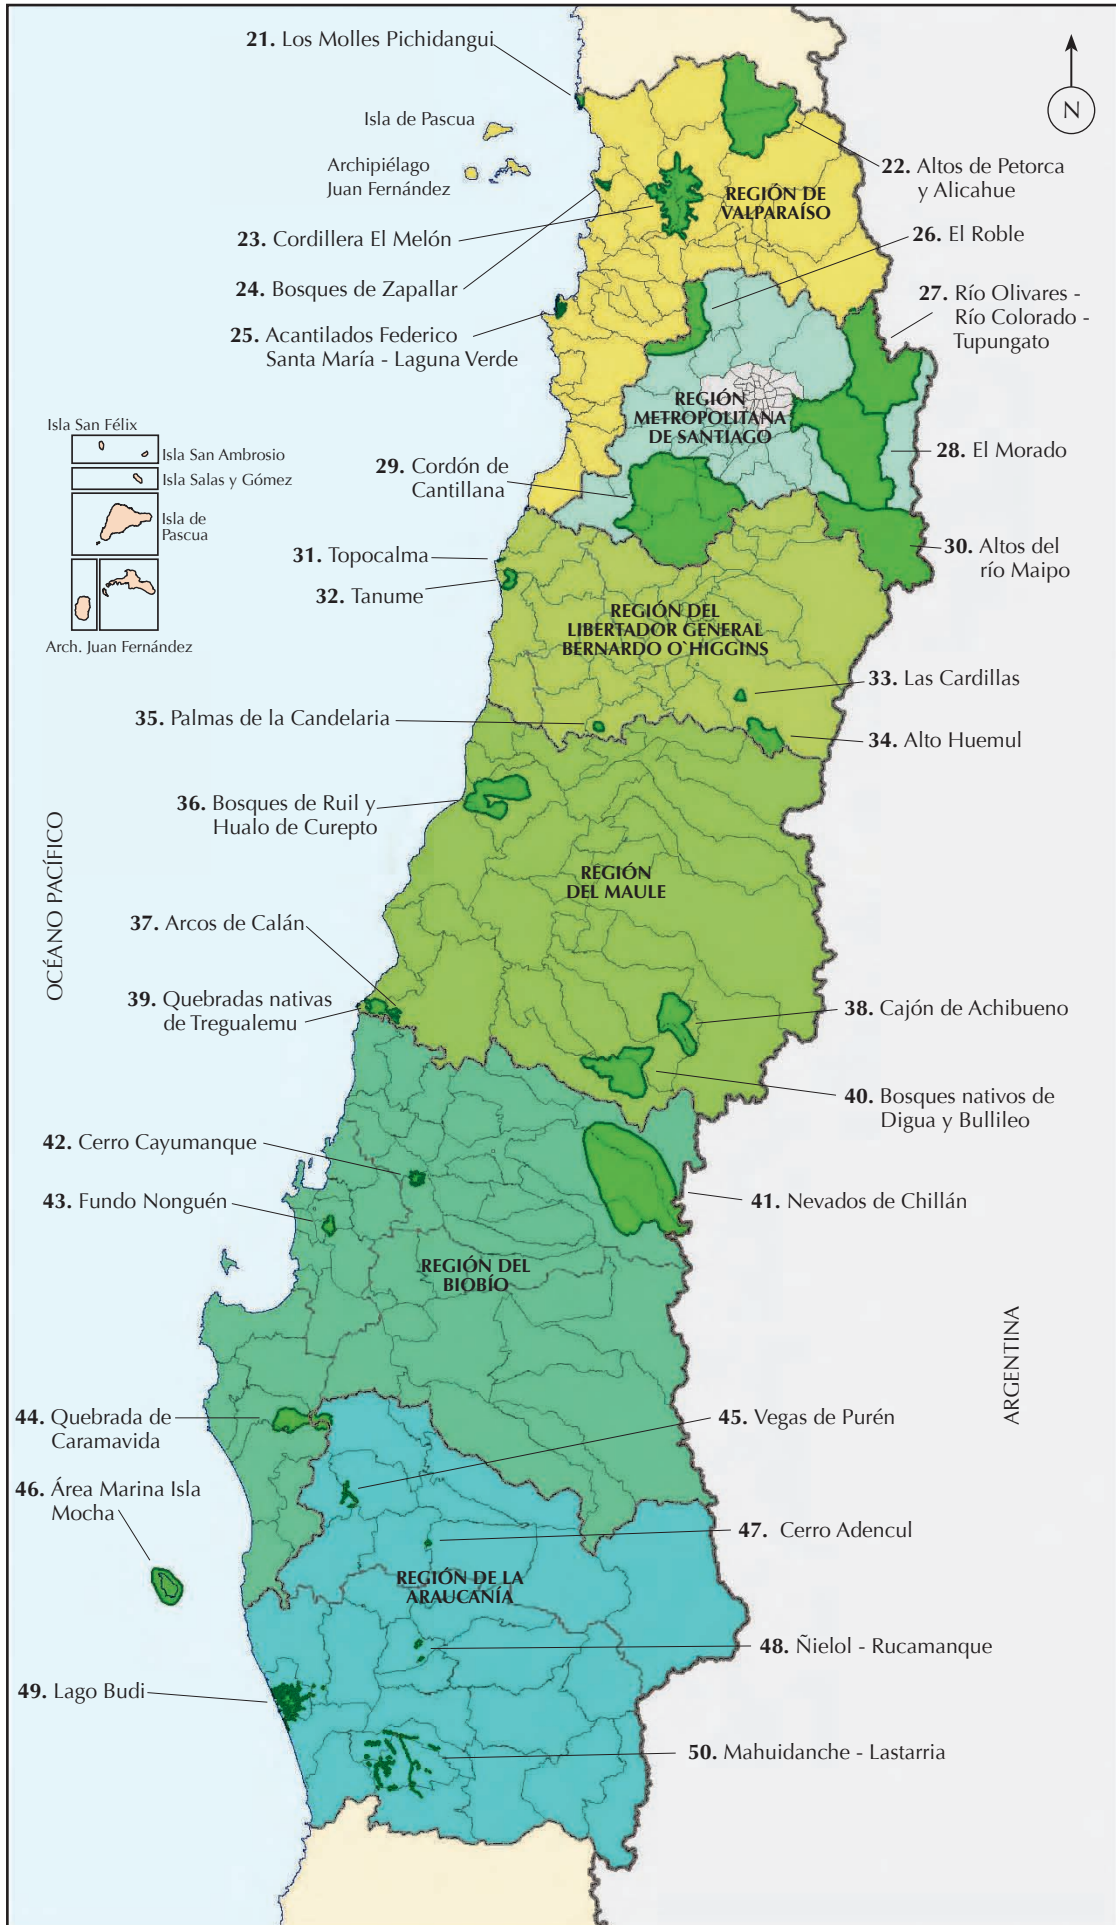 21. Los Molles Pichidangui
N
Isla de Pascua
Archipiélago
Juan Fernández
22. Altos de Petorca
y Alicahue
REGIÓN DE
VALPARAÍSO
23. Cordillera El Melón
26. El Roble
24. Bosques de Zapallar
27. Río Olivares -
Río Colorado -
Tupungato
25. Acantilados Federico
Santa María - Laguna Verde
REGIÓN
METROPOLITANA
DE SANTIAGO
Isla San Félix
Isla San Ambrosio
Isla Salas y Gómez
Isla de
Pascua
Arch. Juan Fernández
28. El Morado
29. Cordón de
Cantillana
30. Altos del
río Maipo
31. Topocalma
32. Tanume
REGIÓN DEL
LIBERTADOR GENERAL
BERNARDO O`HIGGINS
33. Las Cardillas
35. Palmas de la Candelaria
34. Alto Huemul
36. Bosques de Ruil y
Hualo de Curepto
OCÉANO PACÍFICO
REGIÓN
DEL MAULE
37. Arcos de Calán
39. Quebradas nativas
de Tregualemu
38. Cajón de Achibueno
40. Bosques nativos de
Digua y Bullileo
42. Cerro Cayumanque
43. Fundo Nonguén
41. Nevados de Chillán
REGIÓN DEL
BIOBÍO
ARGENTINA
44. Quebrada de
Caramavida
45. Vegas de Purén
46. Área Marina Isla
Mocha
47. Cerro Adencul
REGIÓN DE LA
ARAUCANÍA
48. Ñielol - Rucamanque
49. Lago Budi
50. Mahuidanche - Lastarria